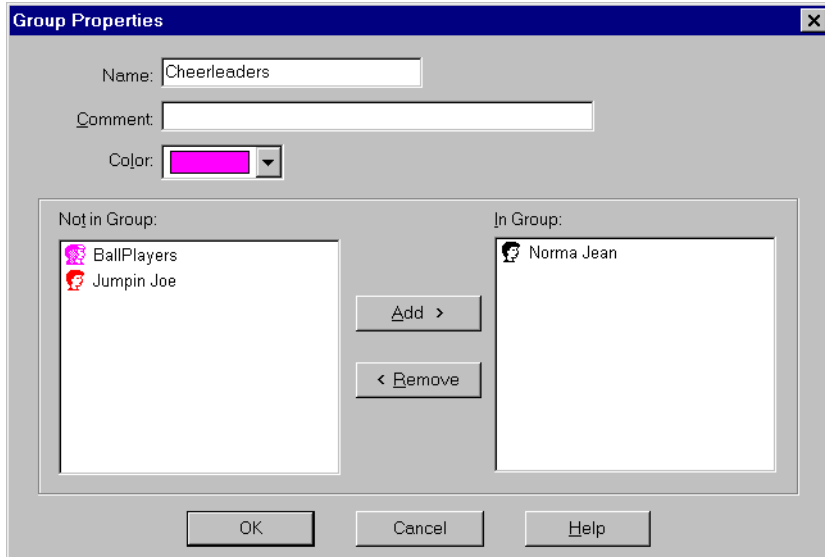 Group Properties
Name: Cheerleaders
Comment:
Color:
Not in Group:
BallPlayers
Jumpin Joe
Add >
< Remove
In Group:
Norma Jean
OK Cancel Help